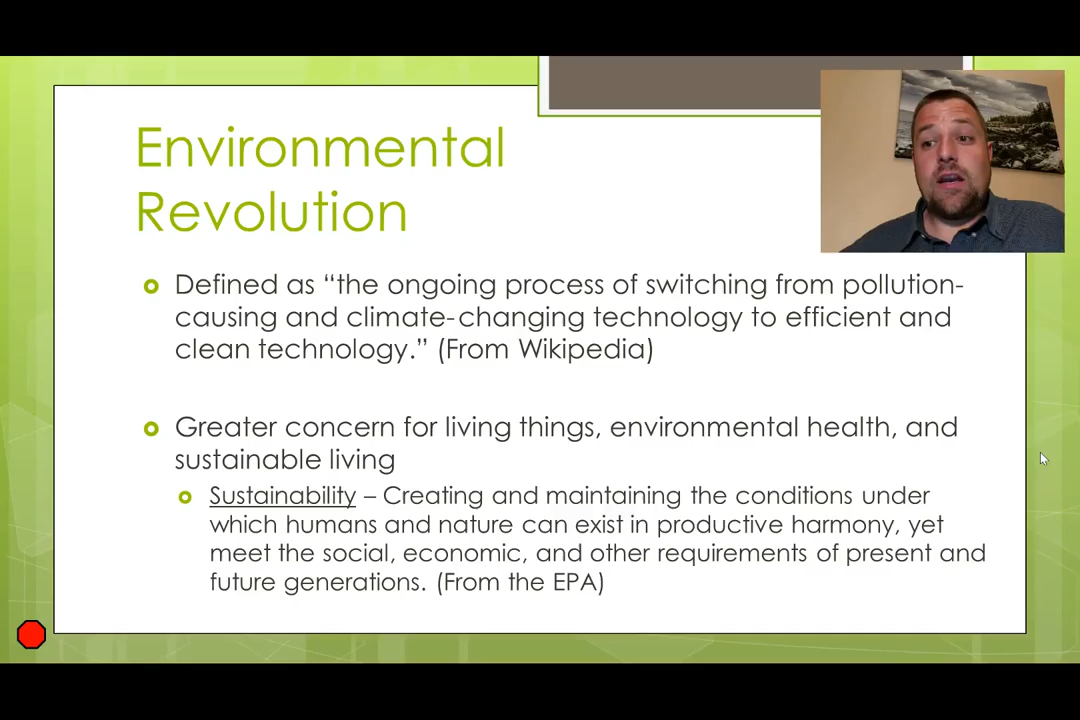 Environmental
Revolution
Defined as “the ongoing process of switching from pollution-
causing and climate-changing technology to efficient and
clean technology.” (From Wikipedia)
Greater concern for living things, environmental health, and
sustainable living
Sustainability – Creating and maintaining the conditions under
which humans and nature can exist in productive harmony, yet
meet the social, economic, and other requirements of present and
future generations. (From the EPA)